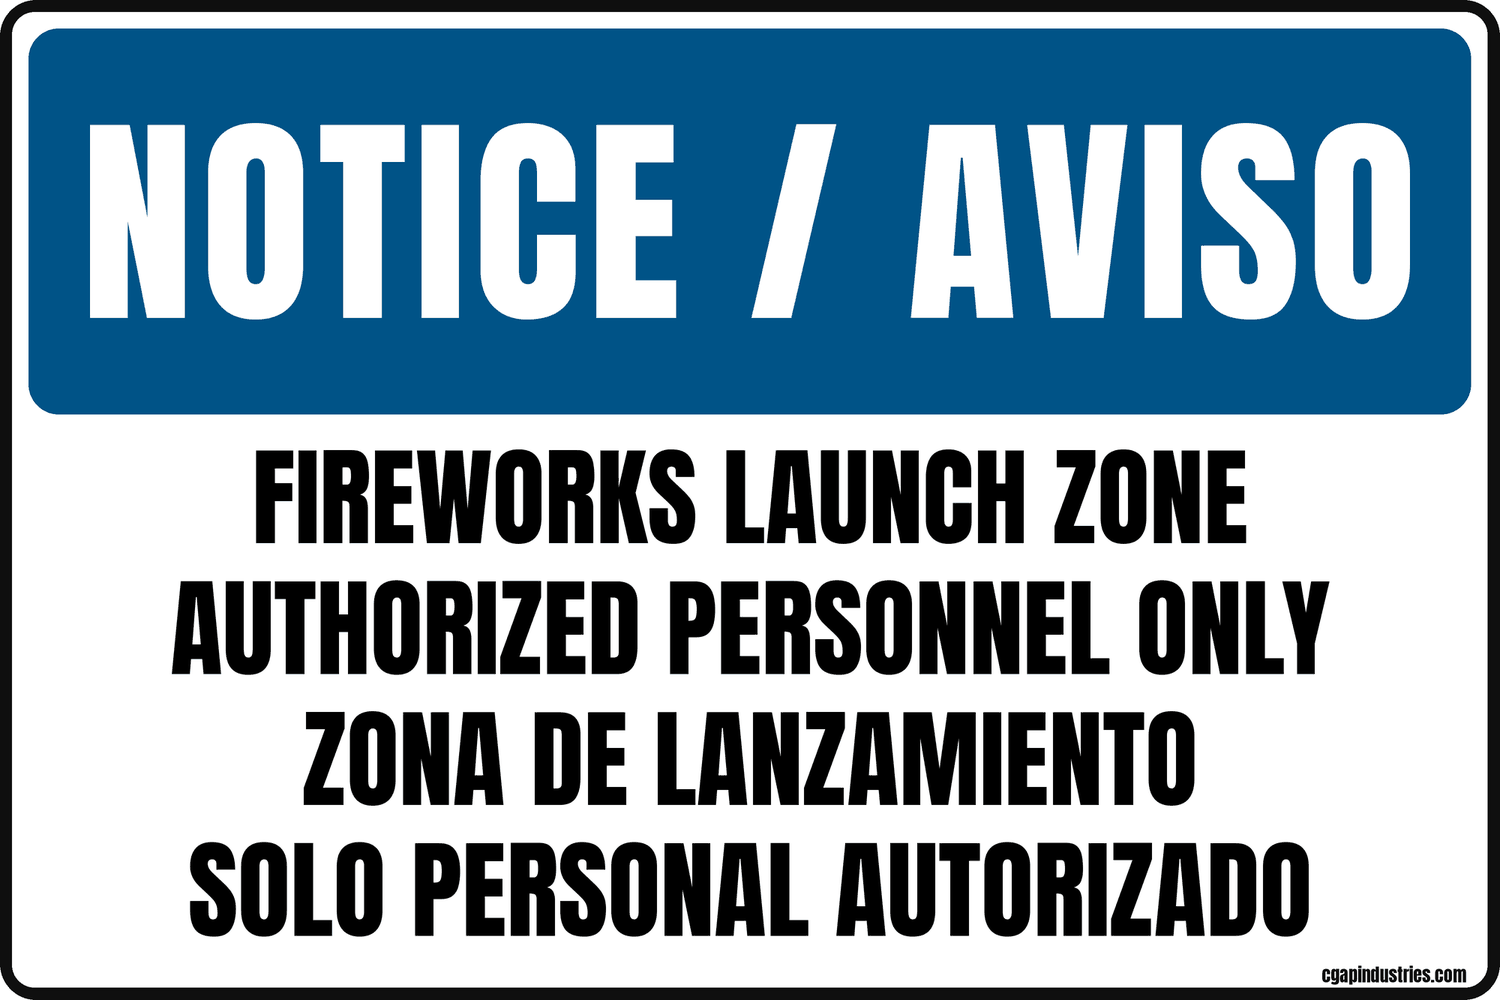 NOTICE / AVISO
FIREWORKS LAUNCH ZONE
AUTHORIZED PERSONNEL ONLY
ZONA DE LANZAMIENTO
SOLO PERSONAL AUTORIZADO
cgapindustries.com